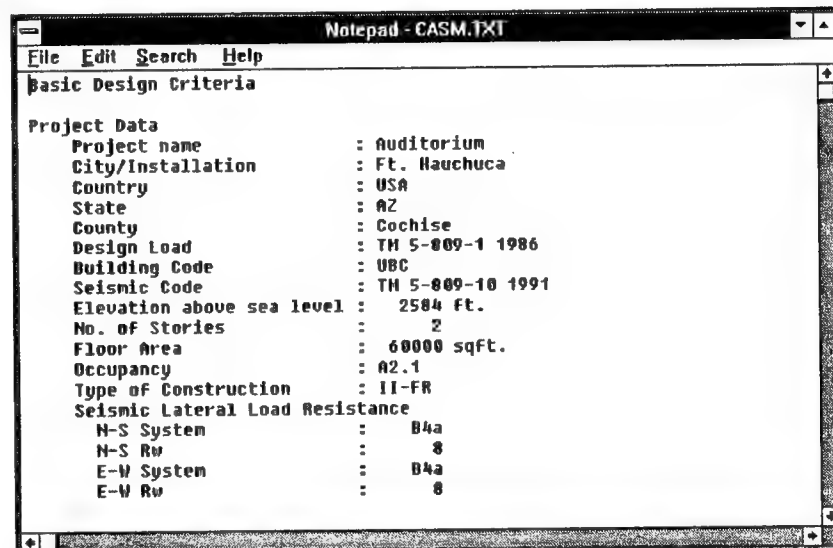 Notepad - CASM.TXT
File Edit Search Help
Basic Design Criteria
Project Data
Project name : Auditorium
City/Installation : Ft. Hauchuca
Country : USA
State : AZ
County : Cochise
Design Load : TM 5-809-1 1986
Building Code : UBC
Seismic Code : TM 5-809-10 1991
Elevation above sea level : 2584 ft.
No. of Stories : 2
Floor Area : 60000 sqft.
Occupancy : A2.1
Type of Construction : II-FR
Seismic Lateral Load Resistance
N-S System : B4a
N-S Rw : 8
E-W System : B4a
E-W Rw : 8